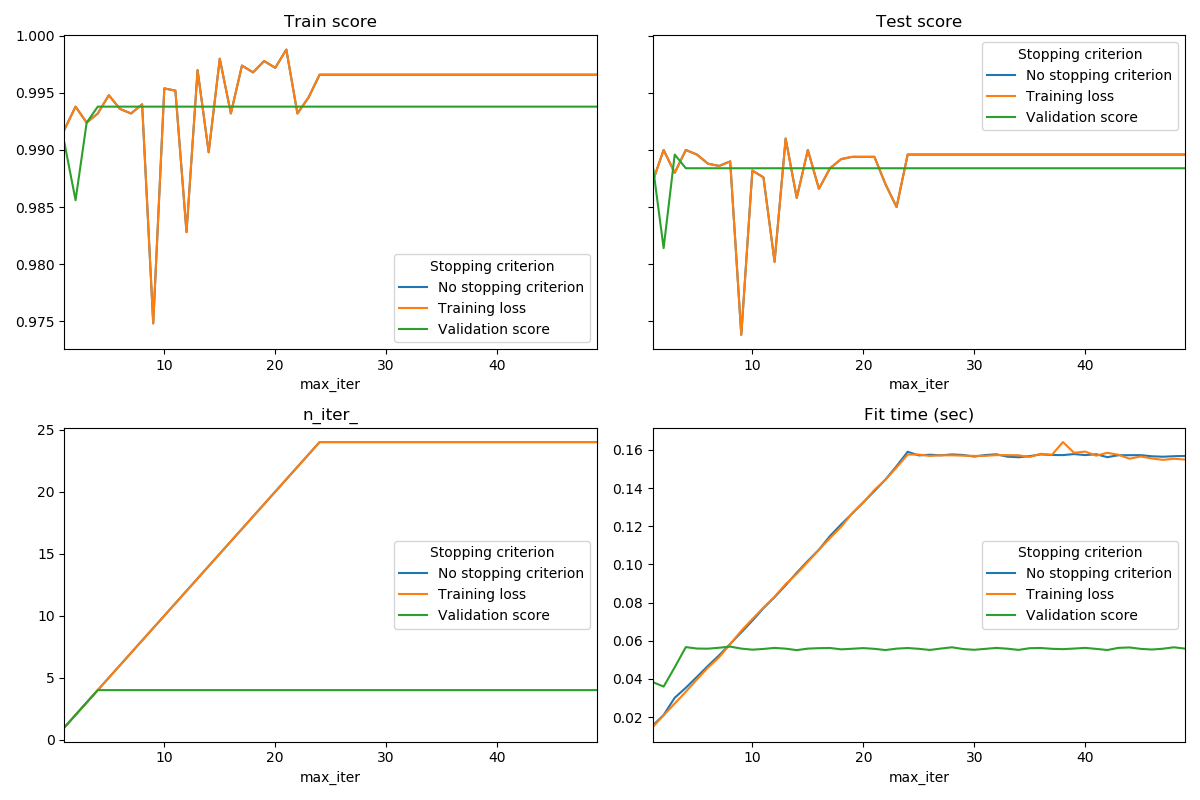 Train score
1.000
0.995
0.990
0.985
0.980
0.975
Stopping criterion
No stopping criterion
Training loss
Validation score
10
20
30
40
max_iter
Test score
Stopping criterion
No stopping criterion
Training loss
Validation score
10
20
30
40
max_iter
n_iter_
25
20
15
10
5
0
Stopping criterion
No stopping criterion
Training loss
Validation score
10
20
30
40
max_iter
Fit time (sec)
0.16
0.14
0.12
0.10
0.08
0.06
0.04
0.02
Stopping criterion
No stopping criterion
Training loss
Validation score
10
20
30
40
max_iter